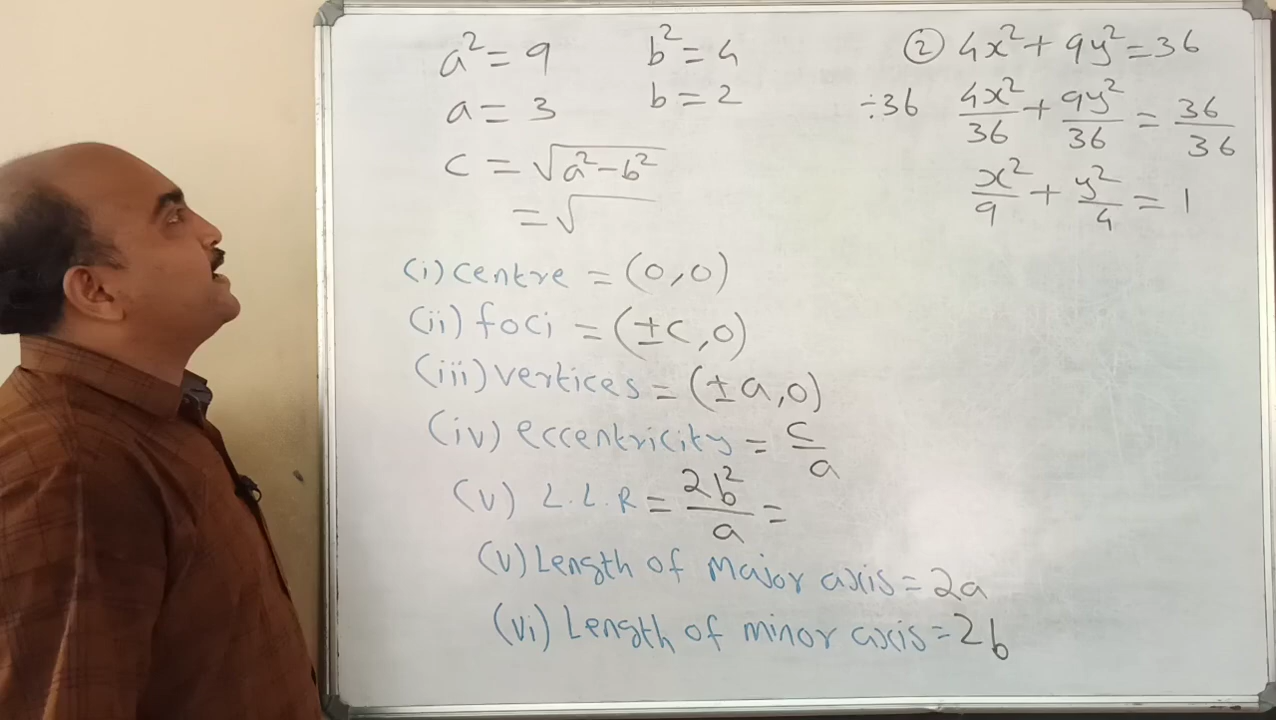 a² = 9 b² = 4
a = 3 b = 2
c = √(a² − b²)
= √
② 4x² + 9y² = 36
÷36 4x²/36 + 9y²/36 = 36/36
x²/9 + y²/4 = 1
(i) centre = (0,0)
(ii) foci = (±c,0)
(iii) vertices = (±a,0)
(iv) eccentricity = c/a
(v) L.L.R = 2b²/a =
(v) Length of major axis = 2a
(vi) Length of minor axis = 2b